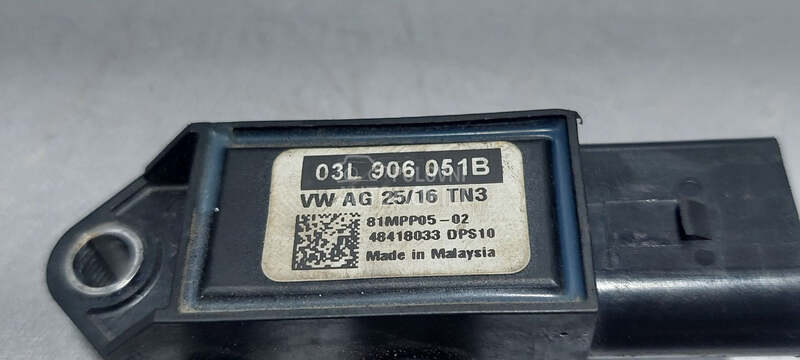 03L 906 051B
VW AG 25/16 TN3
81MPP05-02
48418033 DPS10
Made in Malaysia